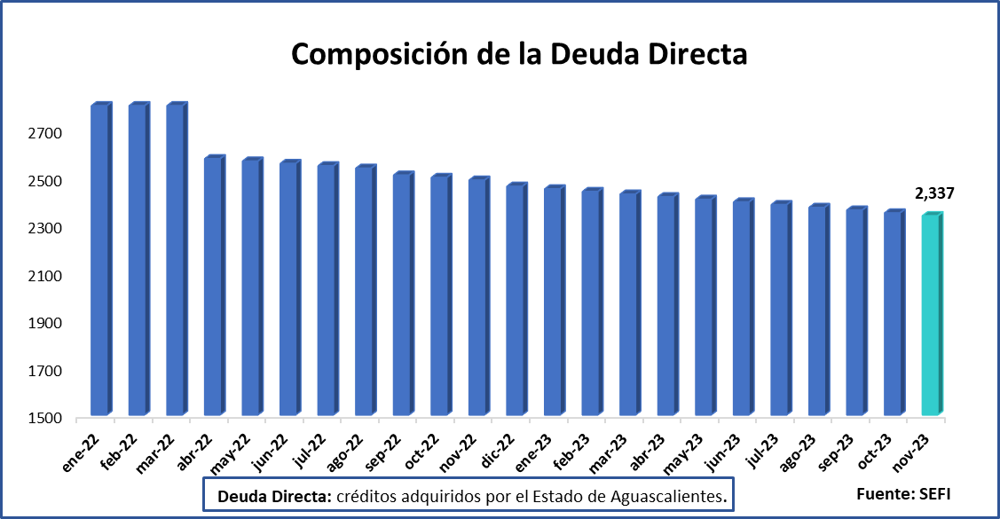 Composición de la Deuda Directa
2700
2500
2300
2100
1900
1700
1500
2,337
ene-22
feb-22
mar-22
abr-22
may-22
jun-22
jul-22
ago-22
sep-22
oct-22
nov-22
dic-22
ene-23
feb-23
mar-23
abr-23
may-23
jun-23
jul-23
ago-23
sep-23
oct-23
nov-23
Deuda Directa: créditos adquiridos por el Estado de Aguascalientes.
Fuente: SEFI